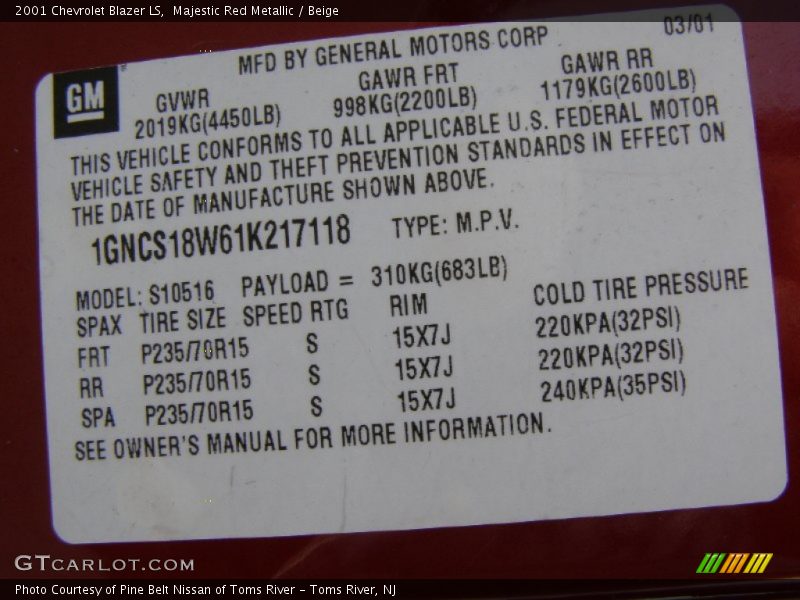 2001 Chevrolet Blazer LS,  Majestic Red Metallic / Beige
03/01
MFD BY GENERAL MOTORS CORP
GM
GVWR GAWR FRT GAWR RR
2019KG(4450LB) 998KG(2200LB) 1179KG(2600LB)
THIS VEHICLE CONFORMS TO ALL APPLICABLE U.S. FEDERAL MOTOR
VEHICLE SAFETY AND THEFT PREVENTION STANDARDS IN EFFECT ON
THE DATE OF MANUFACTURE SHOWN ABOVE.
1GNCS18W61K217118 TYPE: M.P.V.
MODEL: S10516 PAYLOAD = 310KG(683LB)
SPAX TIRE SIZE SPEED RTG RIM COLD TIRE PRESSURE
FRT P235/70R15 S 15X7J 220KPA(32PSI)
RR P235/70R15 S 15X7J 220KPA(32PSI)
SPA P235/70R15 S 15X7J 240KPA(35PSI)
SEE OWNER'S MANUAL FOR MORE INFORMATION.
GTCARLOT.COM
Photo Courtesy of Pine Belt Nissan of Toms River - Toms River, NJ